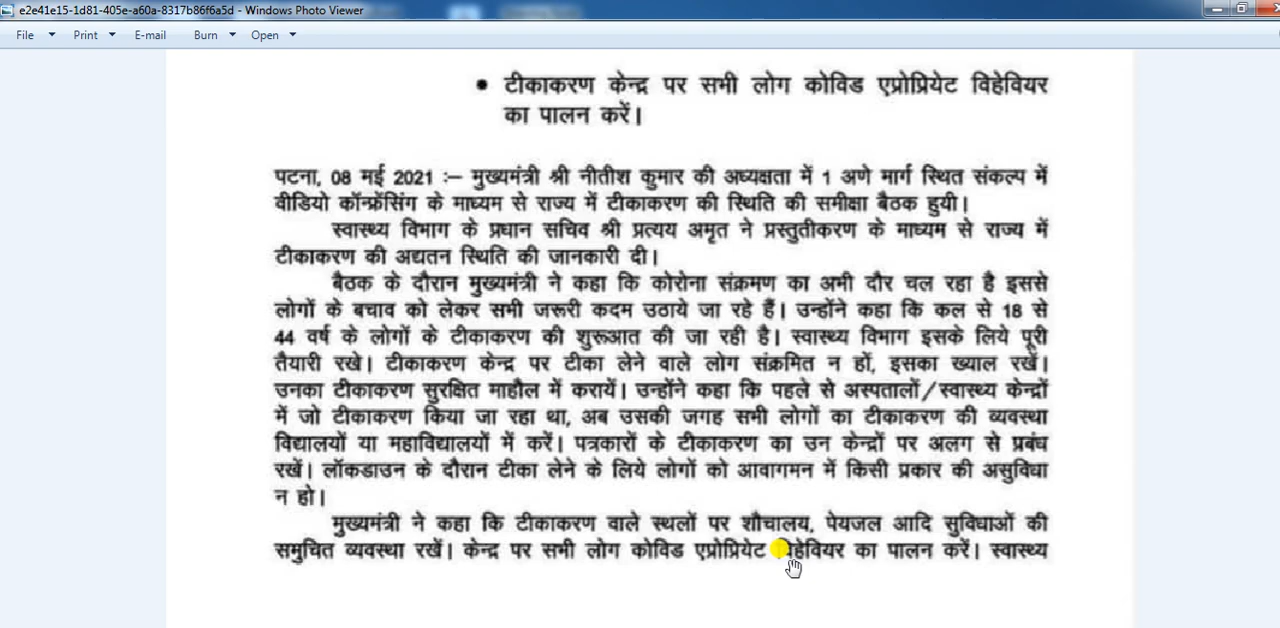 e2e41e15-1d81-405e-a60a-8317b86f6a5d - Windows Photo Viewer
File Print E-mail Burn Open
• टीकाकरण केन्द्र पर सभी लोग कोविड एप्रोप्रियेट विहेवियर
का पालन करें।
पटना, 08 मई 2021 :– मुख्यमंत्री श्री नीतीश कुमार की अध्यक्षता में 1 अणे मार्ग स्थित संकल्प में
वीडियो कॉन्फ्रेंसिंग के माध्यम से राज्य में टीकाकरण की स्थिति की समीक्षा बैठक हुयी।
स्वास्थ्य विभाग के प्रधान सचिव श्री प्रत्यय अमृत ने प्रस्तुतीकरण के माध्यम से राज्य में
टीकाकरण की अद्यतन स्थिति की जानकारी दी।
बैठक के दौरान मुख्यमंत्री ने कहा कि कोरोना संक्रमण का अभी दौर चल रहा है इससे
लोगों के बचाव को लेकर सभी जरूरी कदम उठाये जा रहे हैं। उन्होंने कहा कि कल से 18 से
44 वर्ष के लोगों के टीकाकरण की शुरूआत की जा रही है। स्वास्थ्य विभाग इसके लिये पूरी
तैयारी रखे। टीकाकरण केन्द्र पर टीका लेने वाले लोग संक्रमित न हों, इसका ख्याल रखें।
उनका टीकाकरण सुरक्षित माहौल में करायें। उन्होंने कहा कि पहले से अस्पतालों/स्वास्थ्य केन्द्रों
में जो टीकाकरण किया जा रहा था, अब उसकी जगह सभी लोगों का टीकाकरण की व्यवस्था
विद्यालयों या महाविद्यालयों में करें। पत्रकारों के टीकाकरण का उन केन्द्रों पर अलग से प्रबंध
रखें। लॉकडाउन के दौरान टीका लेने के लिये लोगों को आवागमन में किसी प्रकार की असुविधा
न हो।
मुख्यमंत्री ने कहा कि टीकाकरण वाले स्थलों पर शौचालय, पेयजल आदि सुविधाओं की
समुचित व्यवस्था रखें। केन्द्र पर सभी लोग कोविड एप्रोप्रियेट विहेवियर का पालन करें। स्वास्थ्य